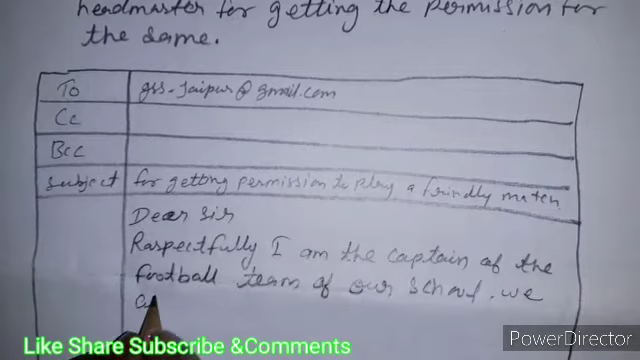 headmaster for getting the permission for
the same.
To gss-Jaipur@gmail.com
Cc
Bcc
Subject for getting permission to play a frindly match
Dear Sir
Raspectfully I am the captain of the
football team of our school. we
Like Share Subscribe &Comments
PowerDirector